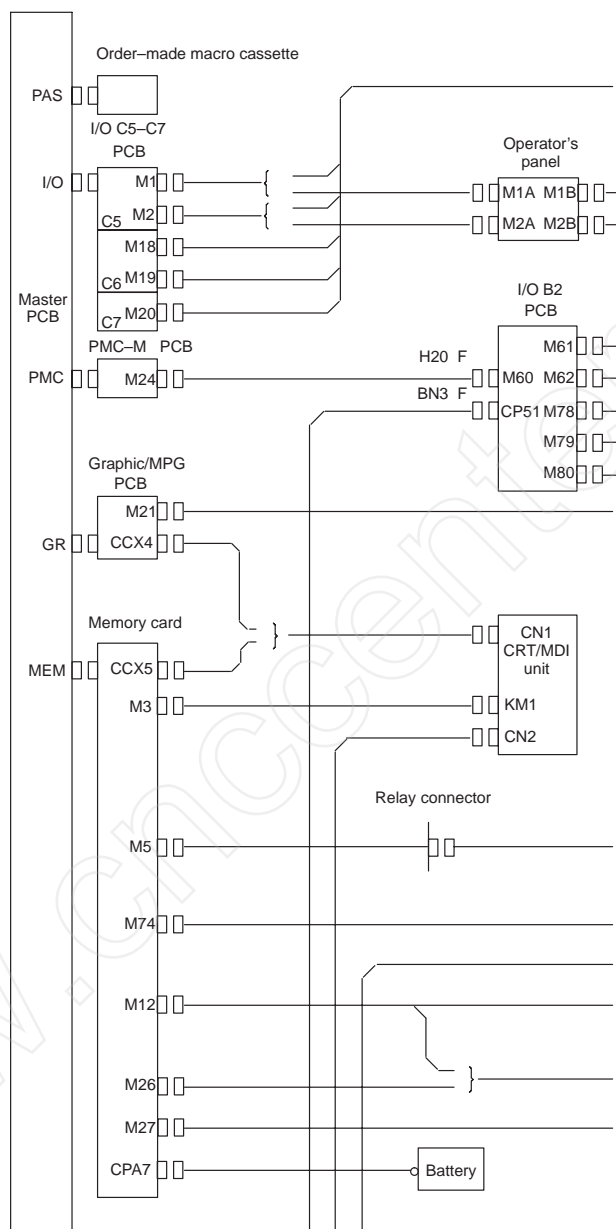 Order–made macro cassette
PAS
I/O C5–C7
PCB
I/O
M1
C5 M2
M18
C6 M19
C7 M20
Operator's
panel
M1A M1B
M2A M2B
Master
PCB
PMC–M PCB
PMC
M24
I/O B2
PCB
H20 F
BN3 F
M61
M60 M62
CP51 M78
M79
M80
Graphic/MPG
PCB
M21
GR
CCX4
Memory card
MEM
CCX5
M3
CN1
CRT/MDI
unit
KM1
CN2
Relay connector
M5
M74
M12
M26
M27
CPA7
Battery